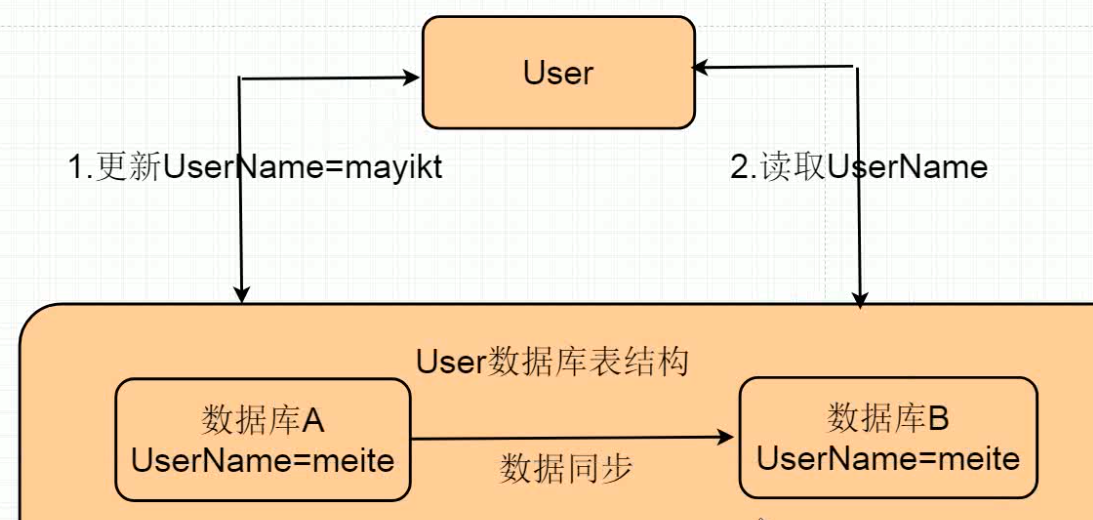 User
1.更新UserName=mayikt
2.读取UserName
User数据库表结构
数据库A
UserName=meite
数据同步
数据库B
UserName=meite